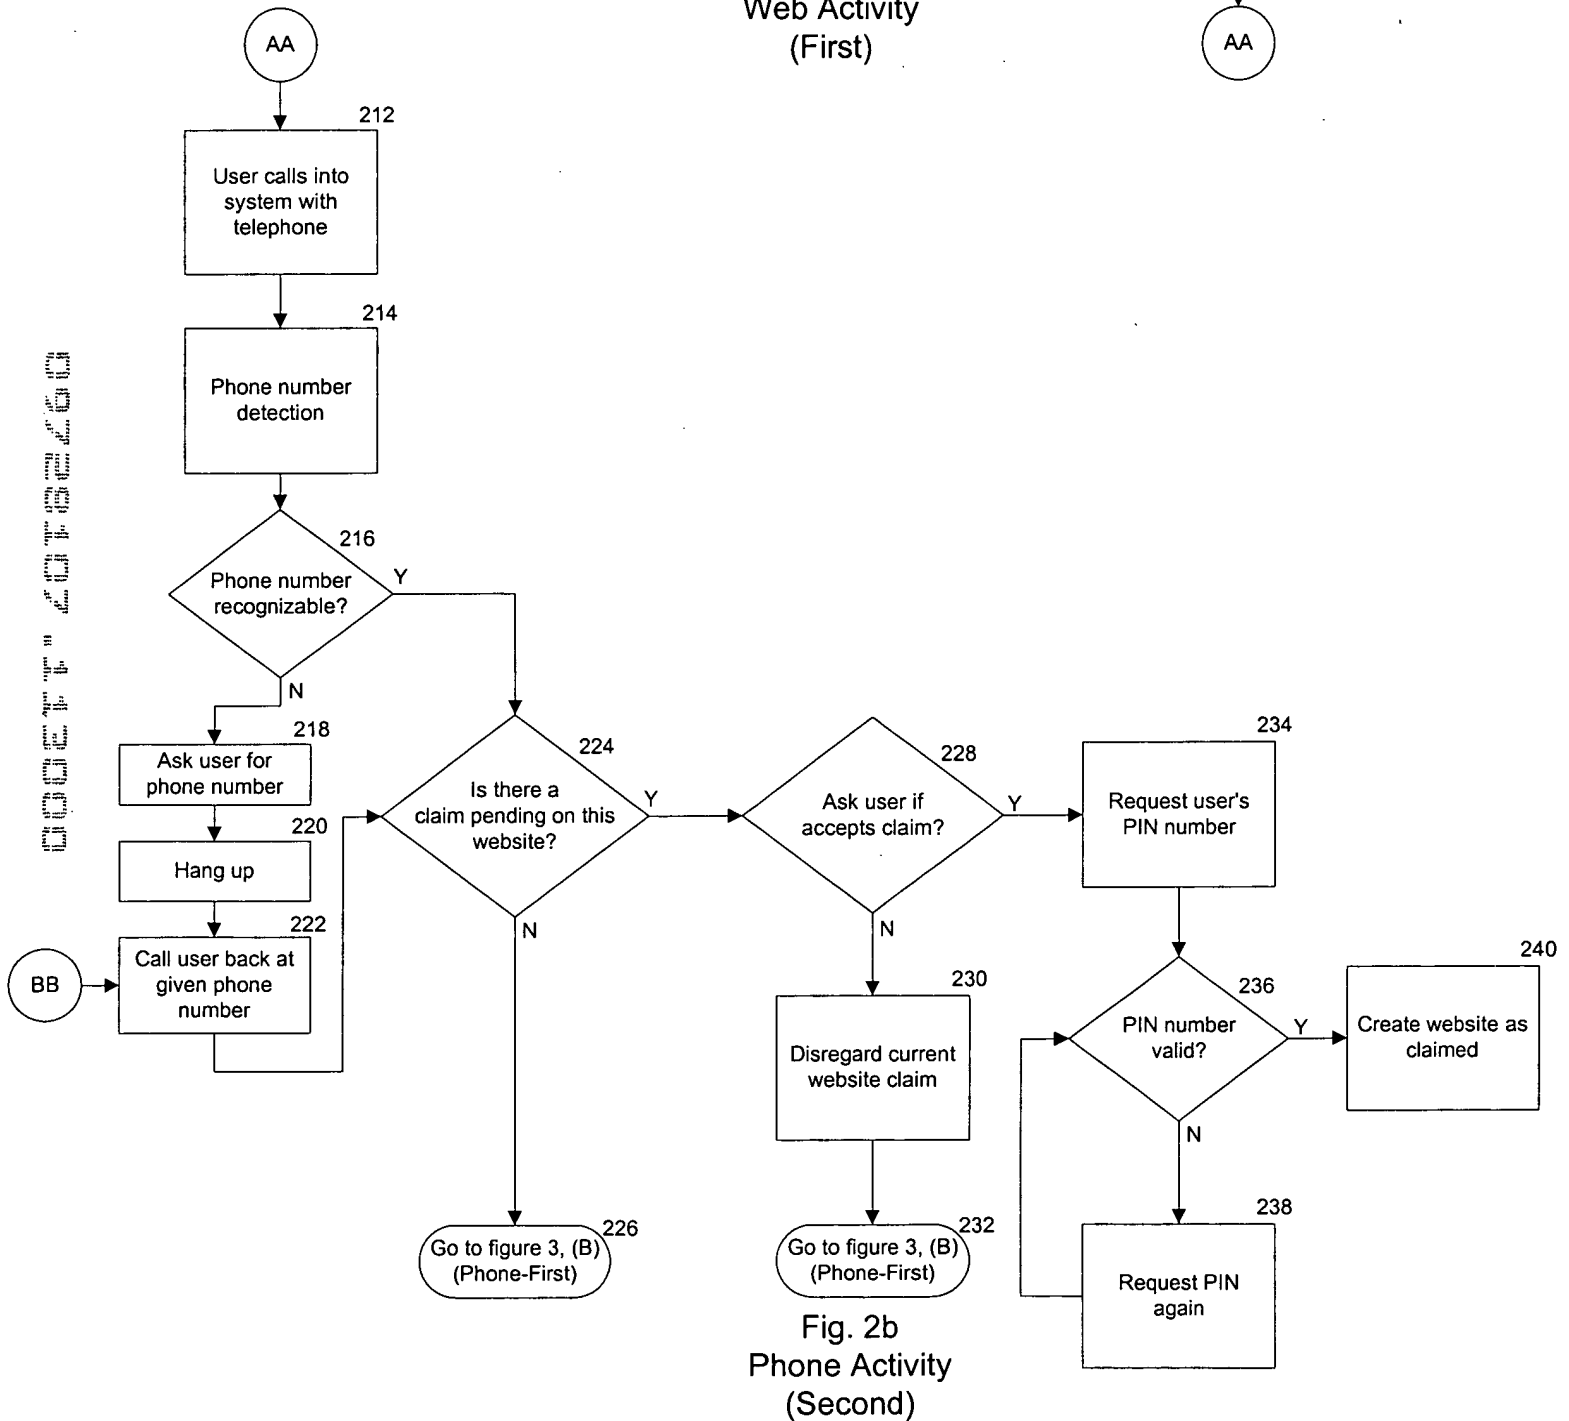 Web Activity
(First)
AA
AA
212
User calls into
system with
telephone
214
Phone number
detection
216
Phone number
recognizable?
Y
N
218
Ask user for
phone number
220
Hang up
222
Call user back at
given phone
number
BB
224
Is there a
claim pending on this
website?
Y
N
226
Go to figure 3, (B)
(Phone-First)
228
Ask user if
accepts claim?
Y
N
230
Disregard current
website claim
232
Go to figure 3, (B)
(Phone-First)
234
Request user's
PIN number
236
PIN number
valid?
Y
N
238
Request PIN
again
240
Create website as
claimed
Fig. 2b
Phone Activity
(Second)